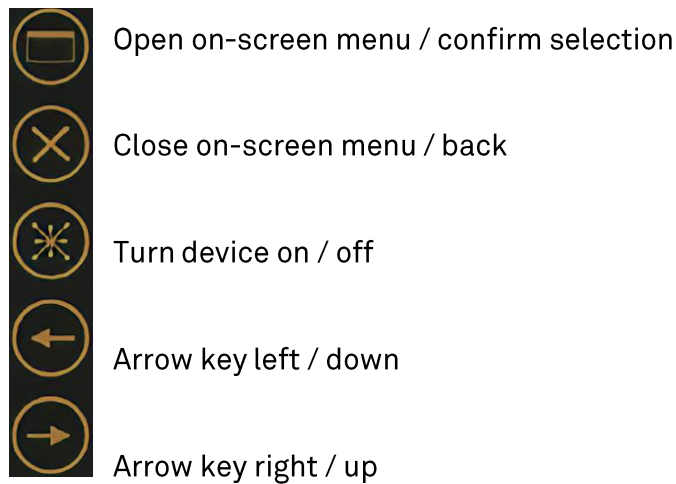 Open on-screen menu / confirm selection
Close on-screen menu / back
Turn device on / off
Arrow key left / down
Arrow key right / up